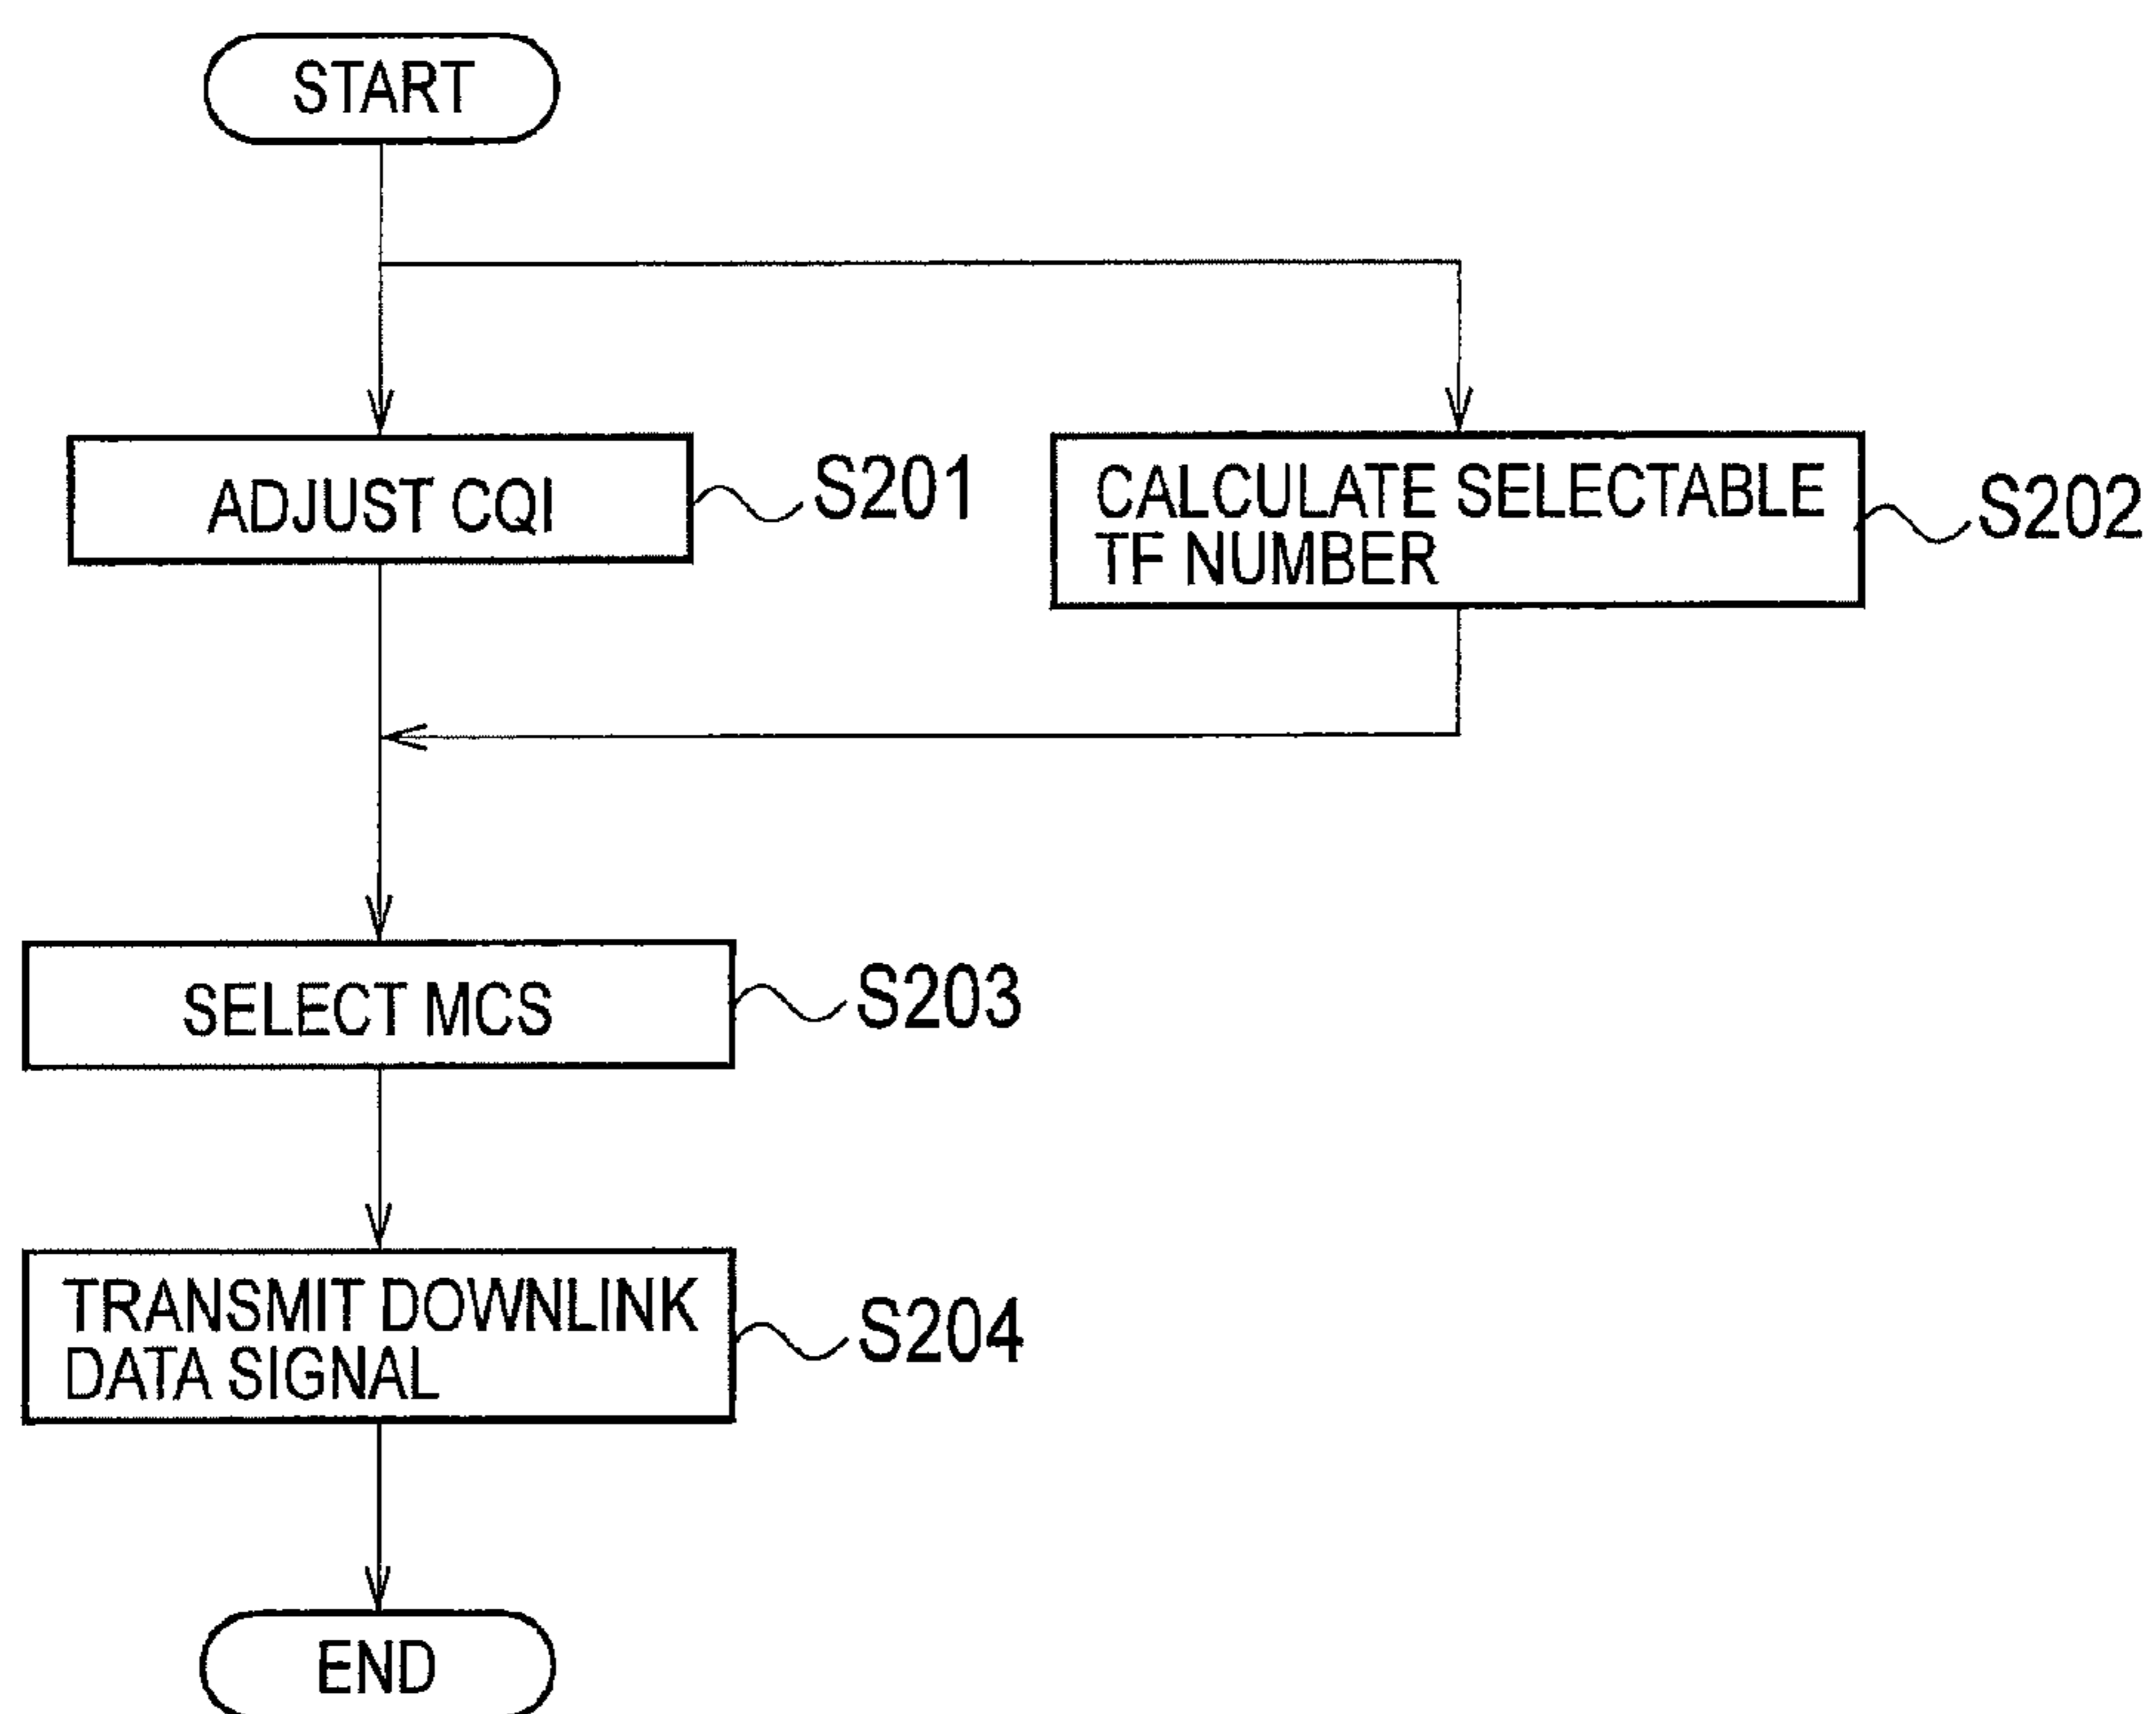 START
ADJUST CQI
S201
CALCULATE SELECTABLE
TF NUMBER
S202
SELECT MCS
S203
TRANSMIT DOWNLINK
DATA SIGNAL
S204
END